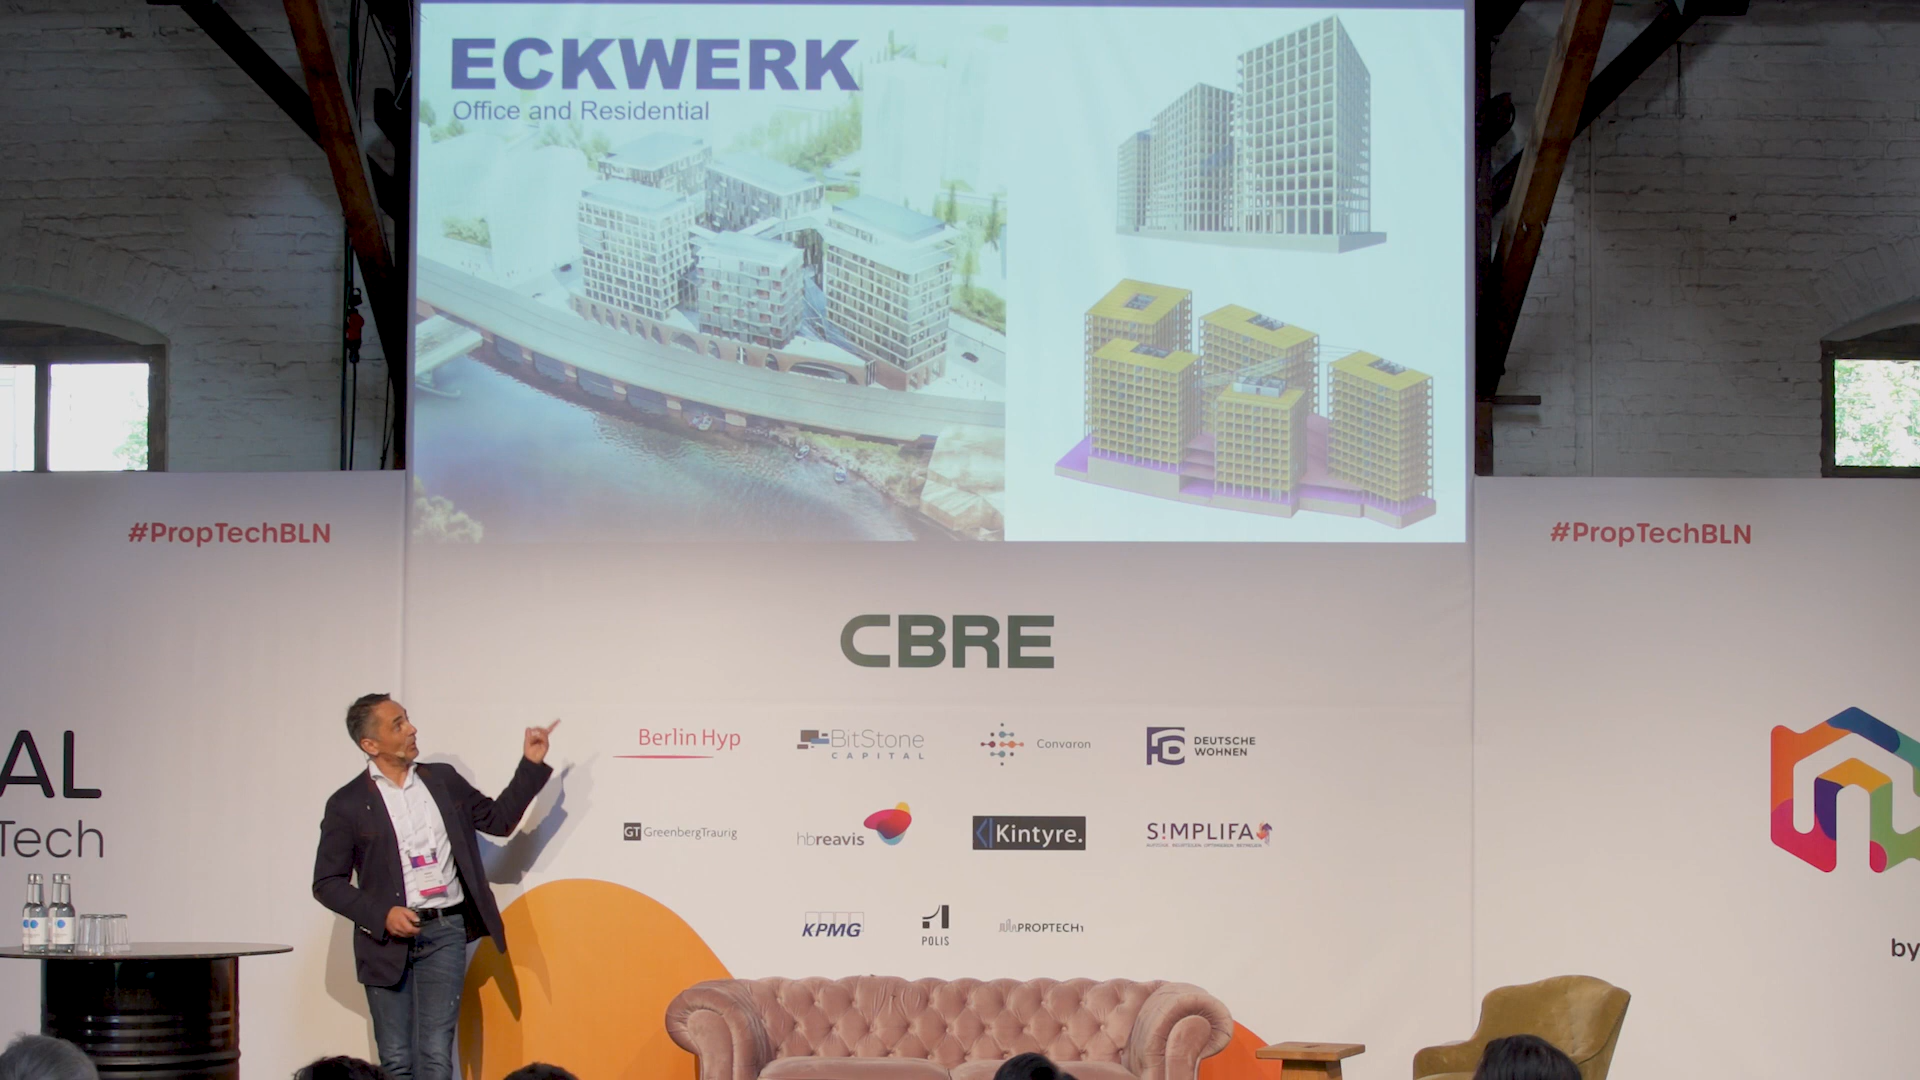 ECKWERK
Office and Residential
#PropTechBLN
#PropTechBLN
CBRE
AL
Tech
Berlin Hyp
BitStone
CAPITAL
Convaron
DEUTSCHE
WOHNEN
GT GreenbergTraurig
hbreavis
Kintyre.
S!MPLIFA
KPMG
POLIS
PROPTECH1
by